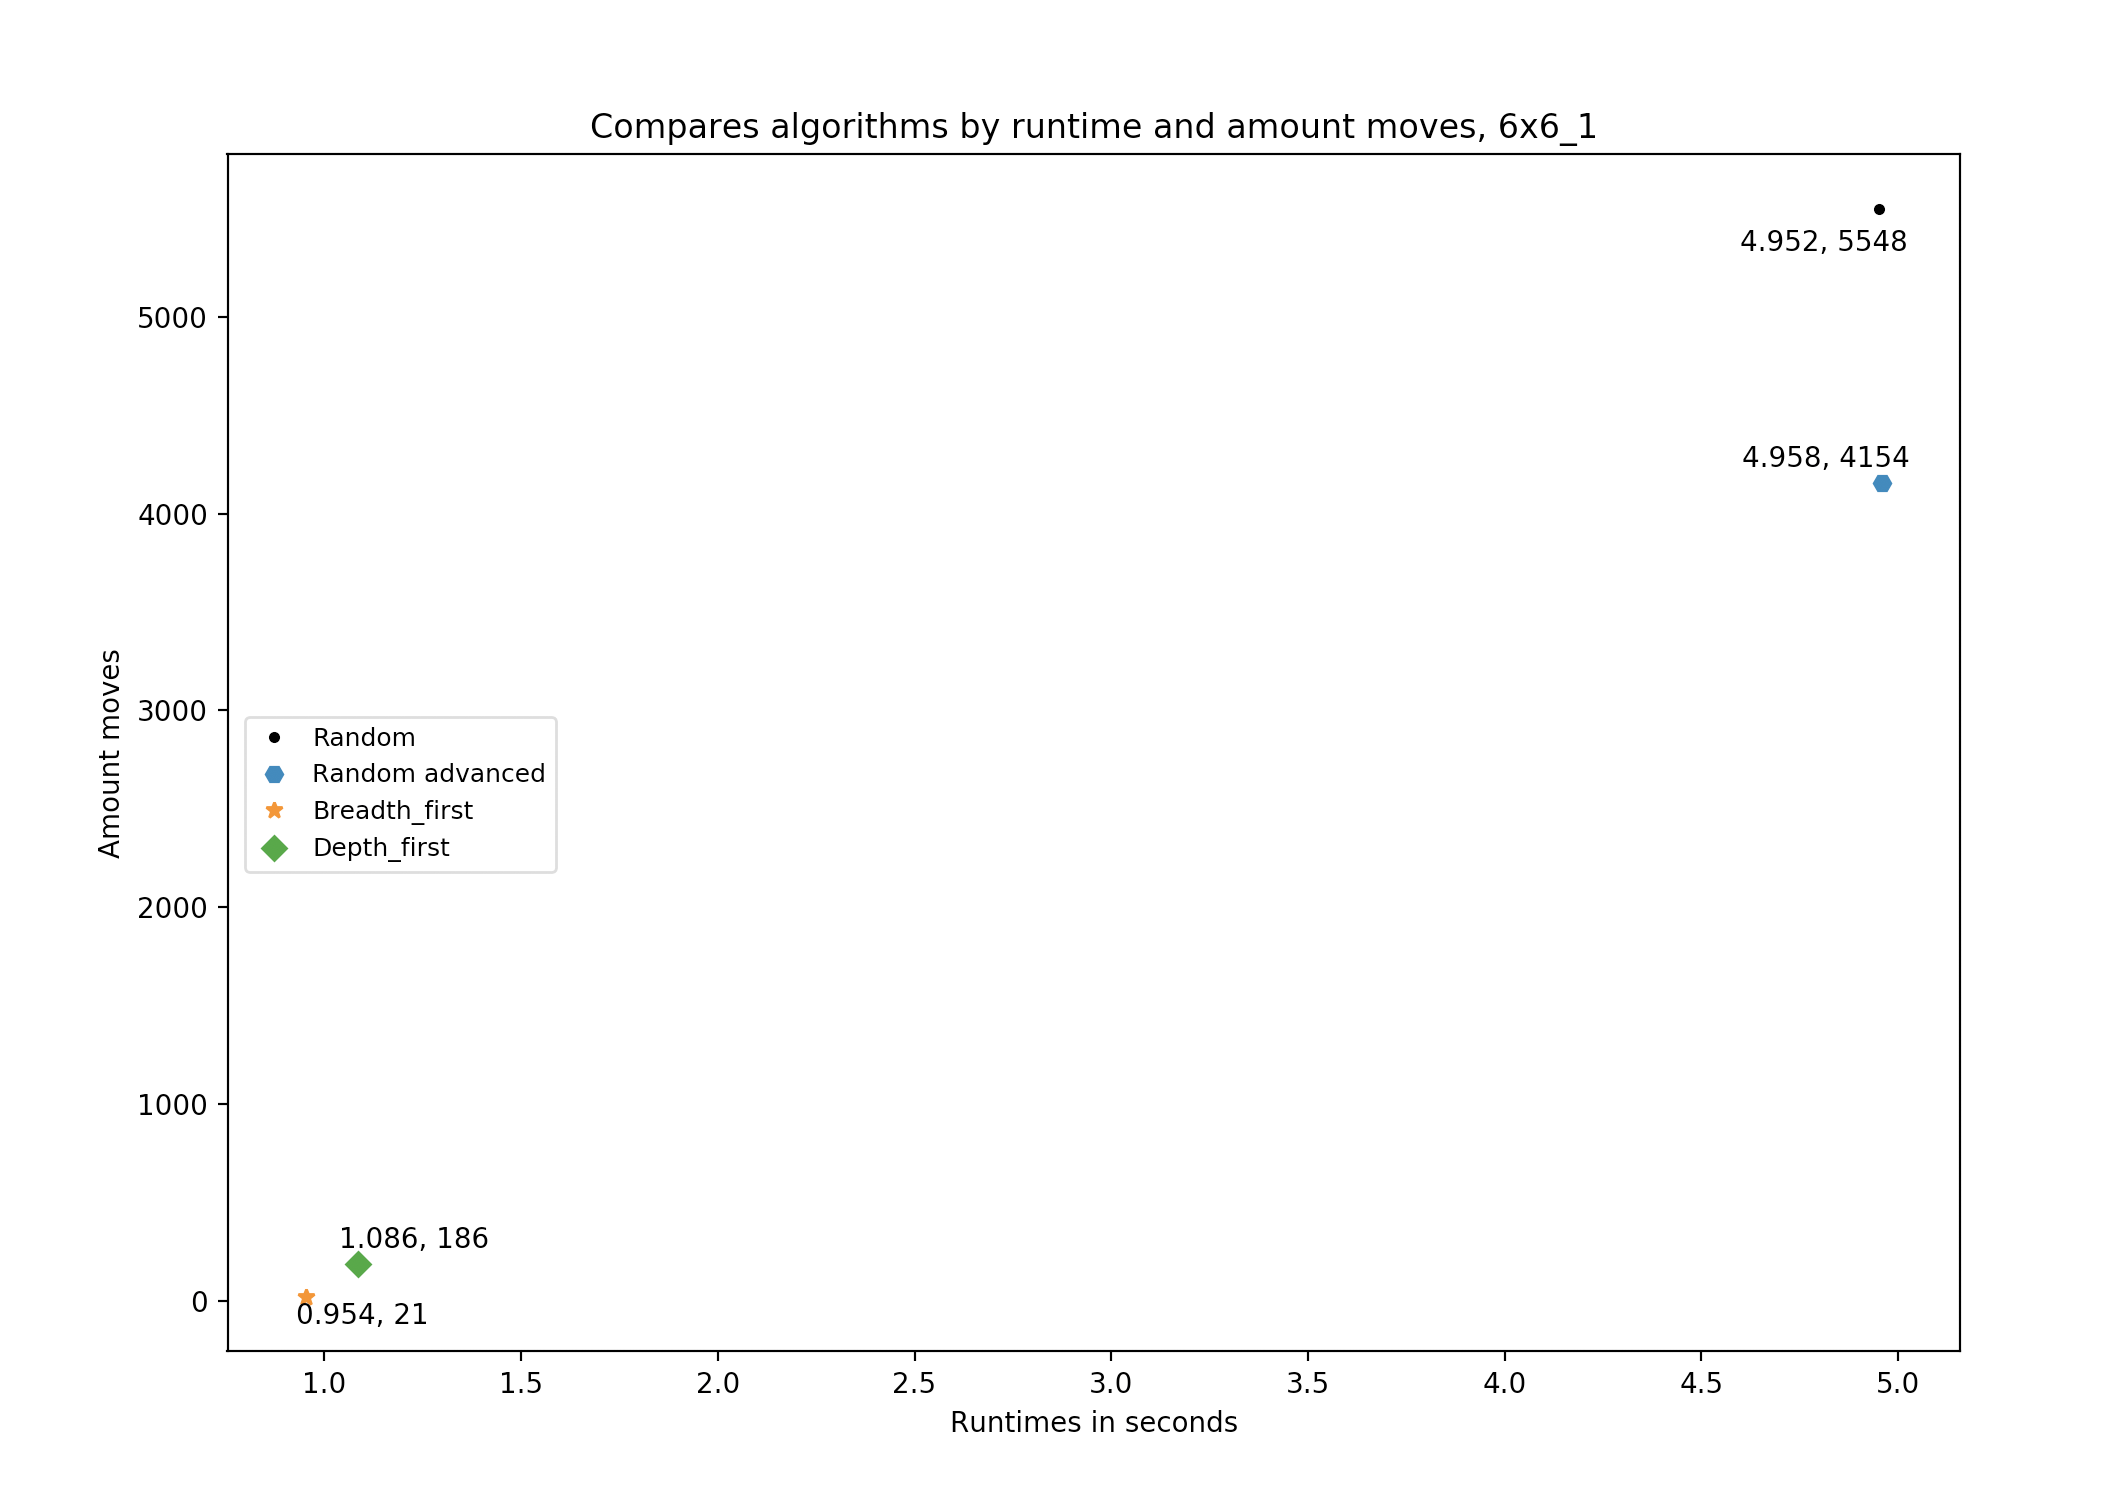 Compares algorithms by runtime and amount moves, 6x6_1
4.952, 5548
5000
4.958, 4154
4000
Amount moves
3000
Random
Random advanced
Breadth_first
Depth_first
2000
1000
1.086, 186
0
0.954, 21
1.0 1.5 2.0 2.5 3.0 3.5 4.0 4.5 5.0
Runtimes in seconds